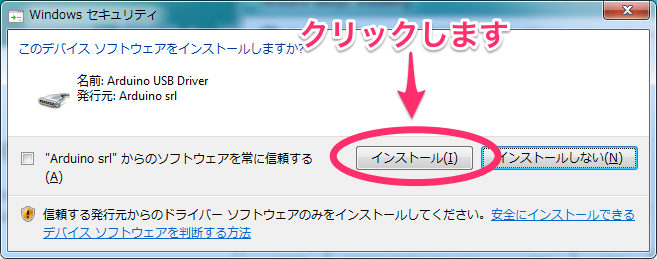 Windows セキュリティ
このデバイス ソフトウェアをインストールしますか?
クリックします
名前: Arduino USB Driver
発行元: Arduino srl
"Arduino srl" からのソフトウェアを常に信頼する
(A)
インストール(I)
インストールしない(N)
信頼する発行元からのドライバー ソフトウェアのみをインストールしてください。安全にインストールできる
デバイス ソフトウェアを判断する方法